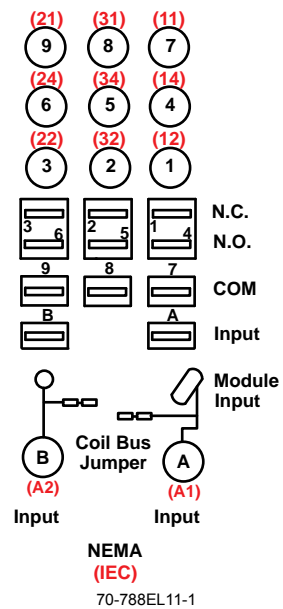 (21) (31) (11)
9 8 7
(24) (34) (14)
6 5 4
(22) (32) (12)
3 2 1
N.C.
3 6 2 5 1 4
N.O.
9 8 7
COM
B A
Input
Module
Input
Coil Bus
Jumper
B A
(A2) (A1)
Input Input
NEMA
(IEC)
70-788EL11-1